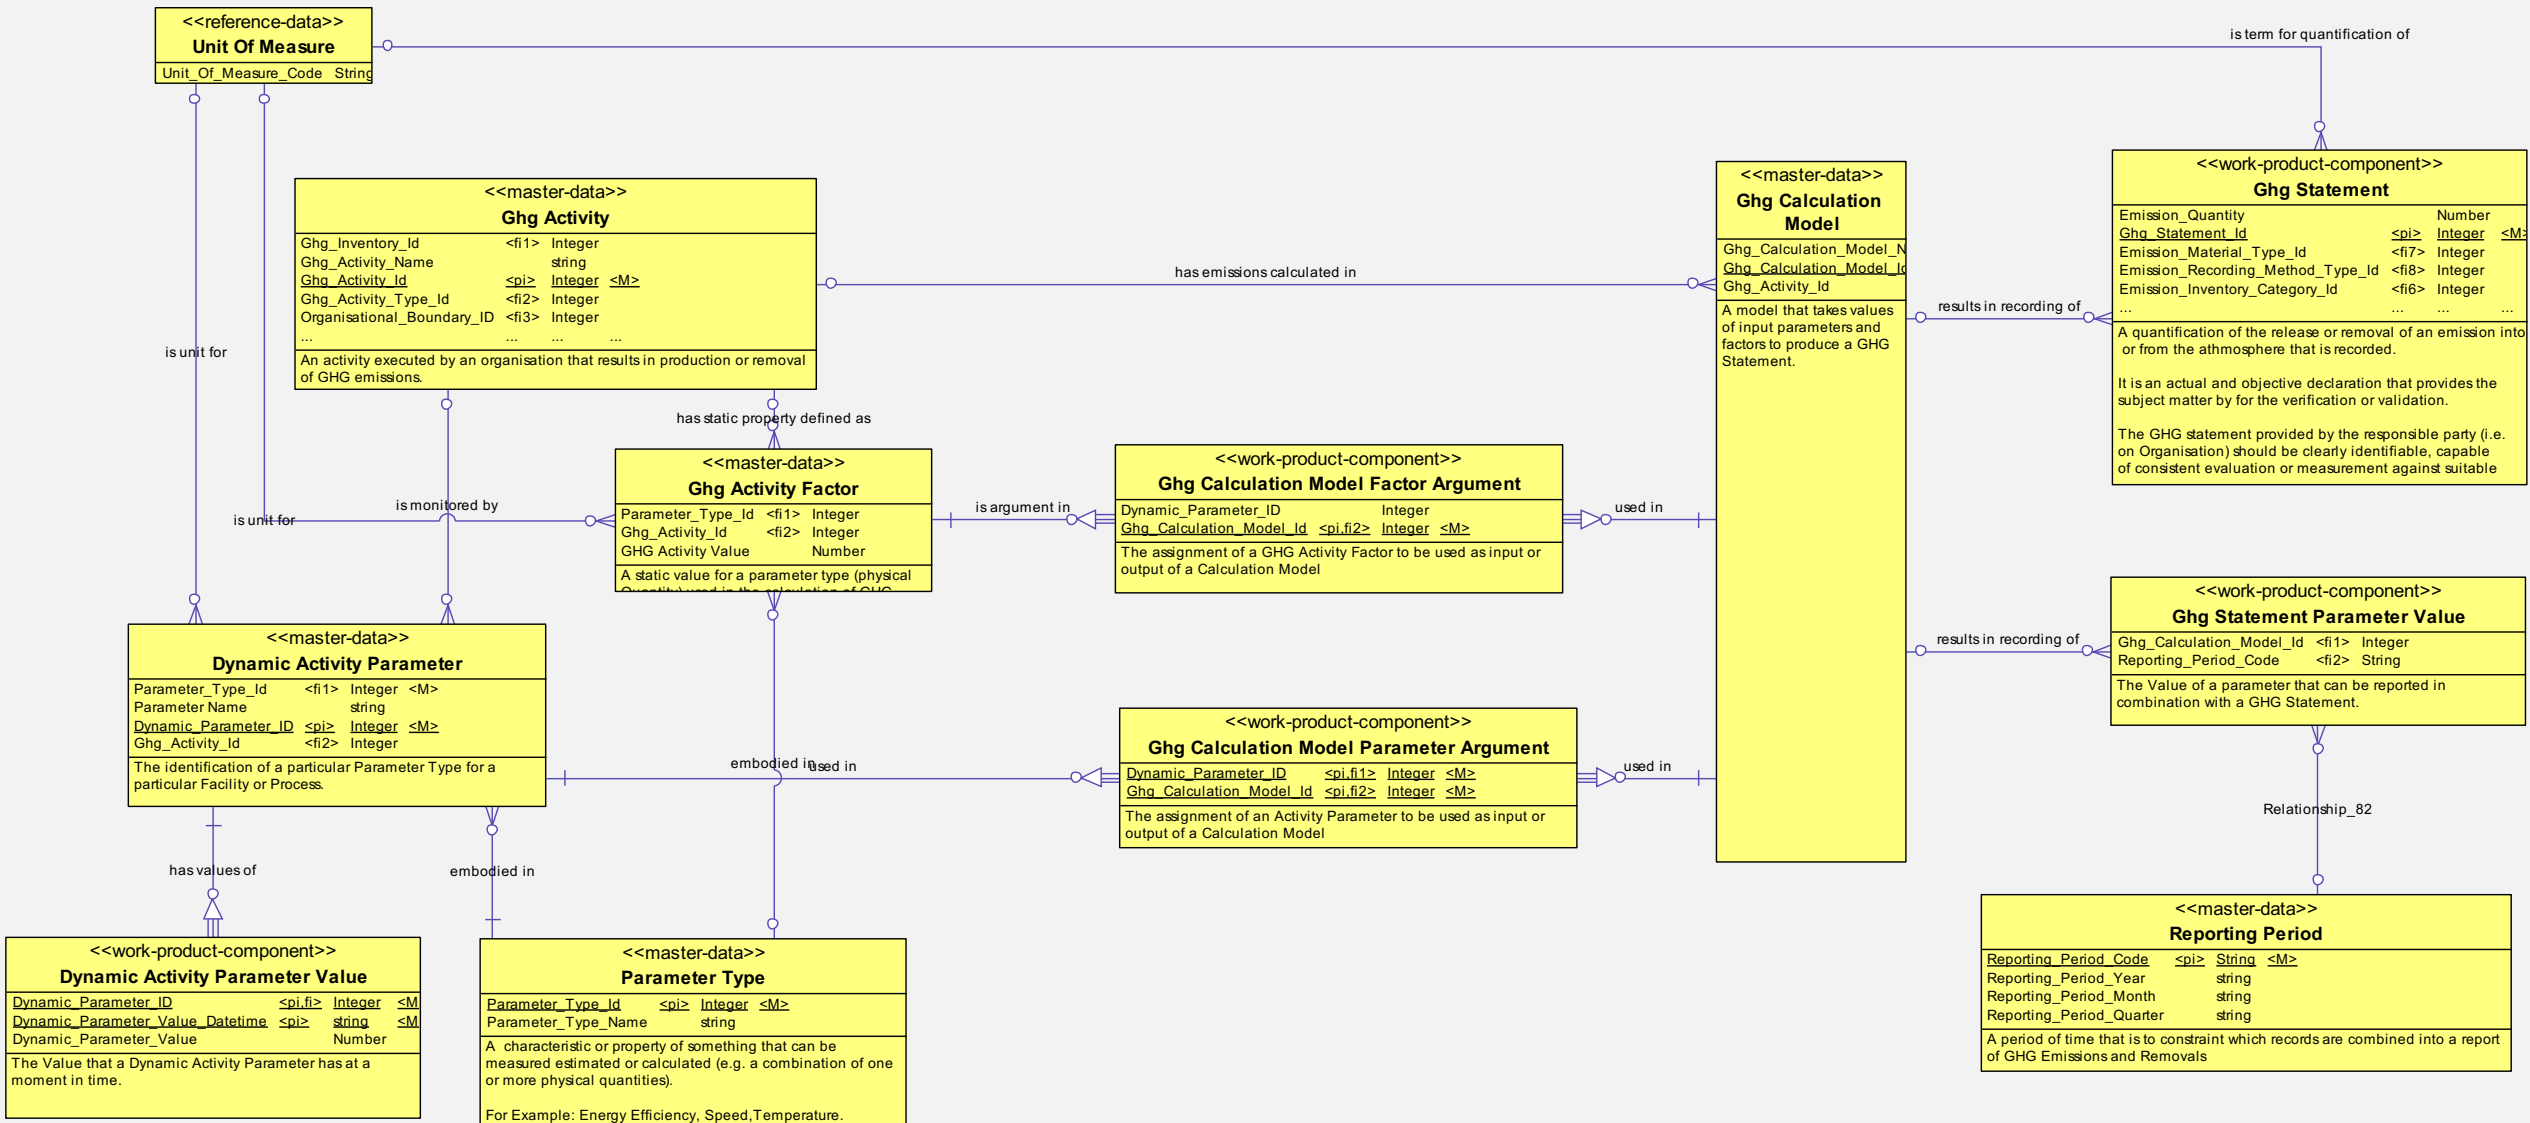 <<reference-data>>
Unit Of Measure
Unit_Of_Measure_Code String
is term for quantification of
<<master-data>>
Ghg Activity
Ghg_Inventory_Id <fi1> Integer
Ghg_Activity_Name string
Ghg_Activity_Id <pi> Integer <M>
Ghg_Activity_Type_Id <fi2> Integer
Organisational_Boundary_ID <fi3> Integer
... ... ... ...
An activity executed by an organisation that results in production or removal
of GHG emissions.
has emissions calculated in
<<master-data>>
Ghg Calculation
Model
Ghg_Calculation_Model_N
Ghg_Calculation_Model_Id
Ghg_Activity_Id
A model that takes values
of input parameters and
factors to produce a GHG
Statement.
results in recording of
<<work-product-component>>
Ghg Statement
Emission_Quantity Number
Ghg_Statement_Id <pi> Integer <M>
Emission_Material_Type_Id <fi7> Integer
Emission_Recording_Method_Type_Id <fi8> Integer
Emission_Inventory_Category_Id <fi6> Integer
... ... ... ...
A quantification of the release or removal of an emission into
or from the athmosphere that is recorded.
It is an actual and objective declaration that provides the
subject matter by for the verification or validation.
The GHG statement provided by the responsible party (i.e.
on Organisation) should be clearly identifiable, capable
of consistent evaluation or measurement against suitable
is unit for
has static property defined as
is monitored by
is unit for
<<master-data>>
Ghg Activity Factor
Parameter_Type_Id <fi1> Integer
Ghg_Activity_Id <fi2> Integer
GHG Activity Value Number
A static value for a parameter type (physical
Quantity) used in the calculation of GHG
is argument in
<<work-product-component>>
Ghg Calculation Model Factor Argument
Dynamic_Parameter_ID Integer
Ghg_Calculation_Model_Id <pi,fi2> Integer <M>
The assignment of a GHG Activity Factor to be used as input or
output of a Calculation Model
used in
<<master-data>>
Dynamic Activity Parameter
Parameter_Type_Id <fi1> Integer <M>
Parameter Name string
Dynamic_Parameter_ID <pi> Integer <M>
Ghg_Activity_Id <fi2> Integer
The identification of a particular Parameter Type for a
particular Facility or Process.
embodied in
used in
<<work-product-component>>
Ghg Calculation Model Parameter Argument
Dynamic_Parameter_ID <pi,fi1> Integer <M>
Ghg_Calculation_Model_Id <pi,fi2> Integer <M>
The assignment of an Activity Parameter to be used as input or
output of a Calculation Model
used in
results in recording of
<<work-product-component>>
Ghg Statement Parameter Value
Ghg_Calculation_Model_Id <fi1> Integer
Reporting_Period_Code <fi2> String
The Value of a parameter that can be reported in
combination with a GHG Statement.
Relationship_82
has values of
embodied in
<<work-product-component>>
Dynamic Activity Parameter Value
Dynamic_Parameter_ID <pi,fi> Integer <M
Dynamic_Parameter_Value_Datetime <pi> string <M
Dynamic_Parameter_Value Number
The Value that a Dynamic Activity Parameter has at a
moment in time.
<<master-data>>
Parameter Type
Parameter_Type_Id <pi> Integer <M>
Parameter_Type_Name string
A characteristic or property of something that can be
measured estimated or calculated (e.g. a combination of one
or more physical quantities).
For Example: Energy Efficiency, Speed,Temperature.
<<master-data>>
Reporting Period
Reporting_Period_Code <pi> String <M>
Reporting_Period_Year string
Reporting_Period_Month string
Reporting_Period_Quarter string
A period of time that is to constraint which records are combined into a report
of GHG Emissions and Removals